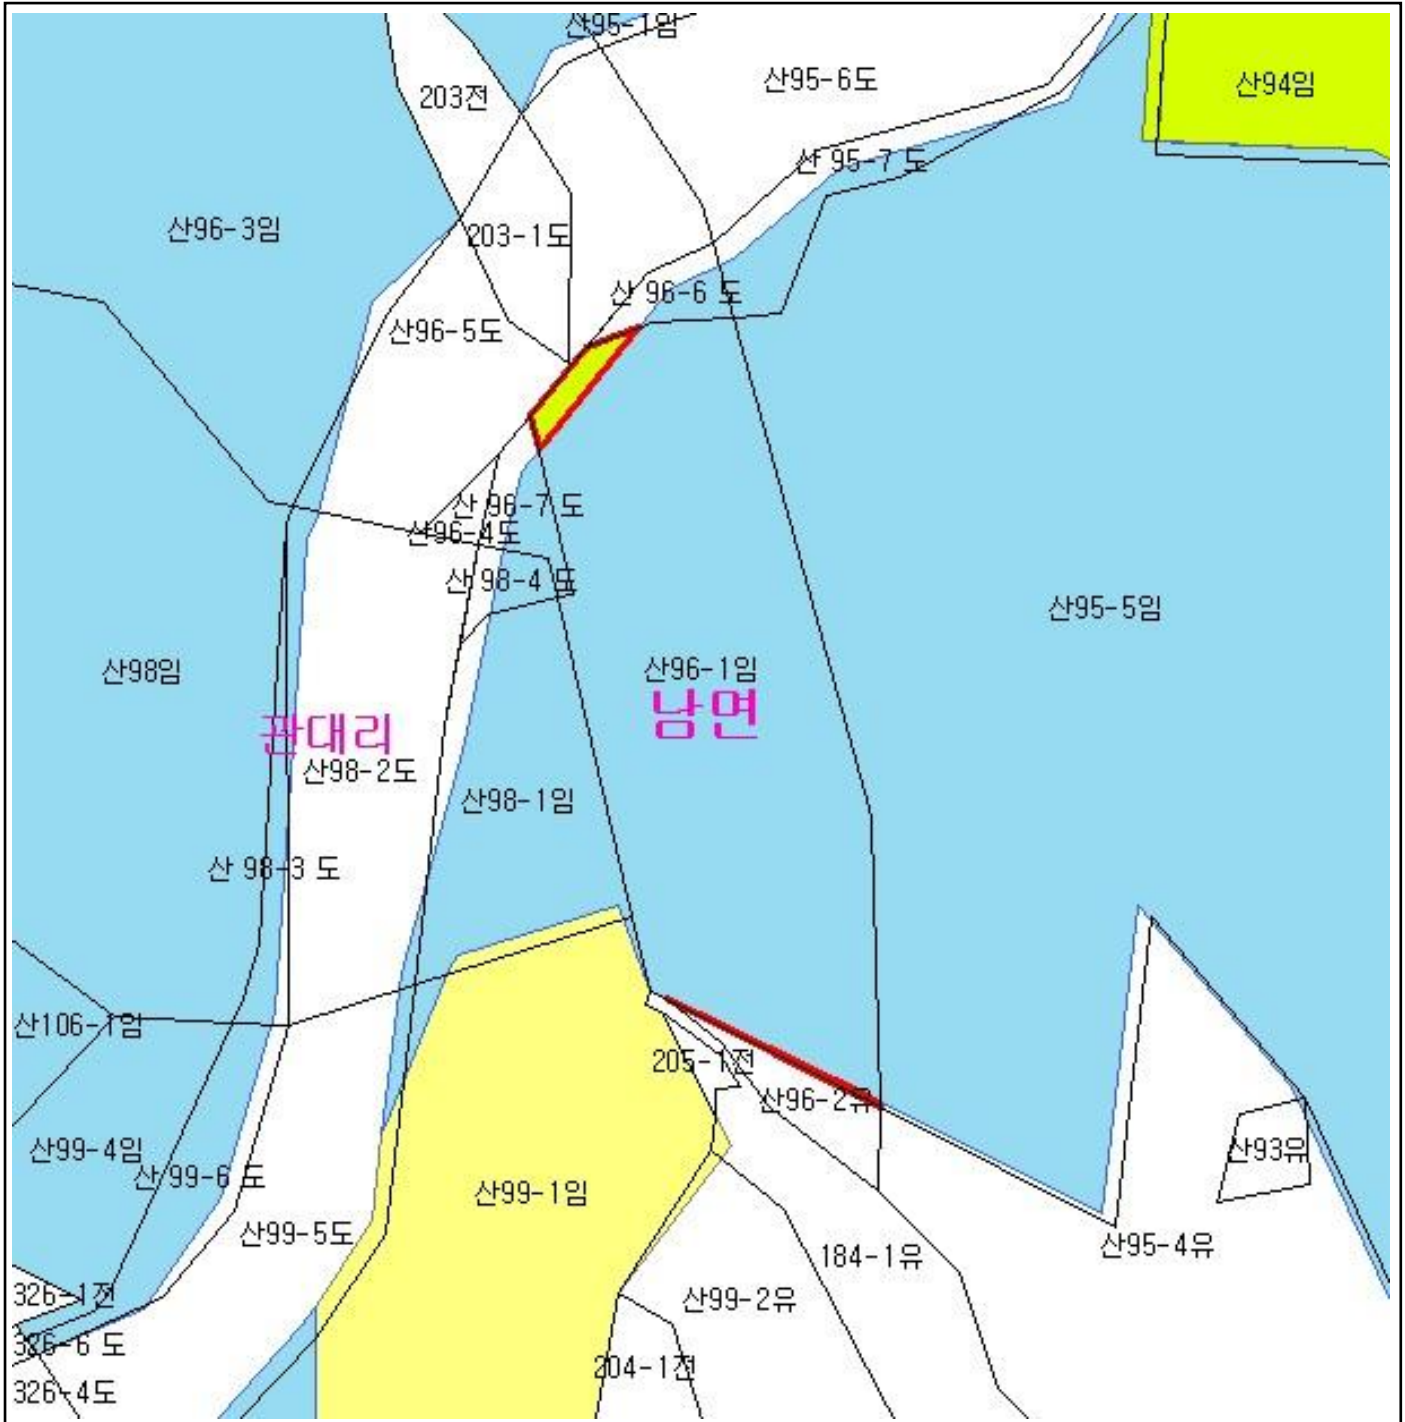 산95-1임
산95-6도
산94임
203전
산 95-7 도
산96-3임
203-1도
산 96-6 도
산96-5도
산 96-7 도
산96-4도
산 98-4 도
산95-5임
산96-1임
산98임
남면
관대리
산98-2도
산98-1임
산 98-3 도
산106-1임
205-1전
산96-2유
산99-4임
산93유
산 99-6 도
산99-1임
산99-5도
산95-4유
184-1유
326-1전
산99-2유
326-6 도
204-1전
326-4도